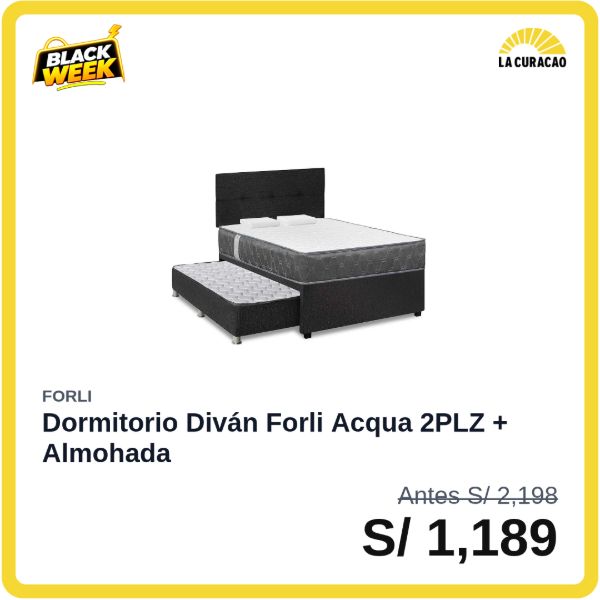 BLACK
WEEK
LA CURACAO
FORLI
Dormitorio Diván Forli Acqua 2PLZ +
Almohada
Antes S/ 2,198
S/ 1,189